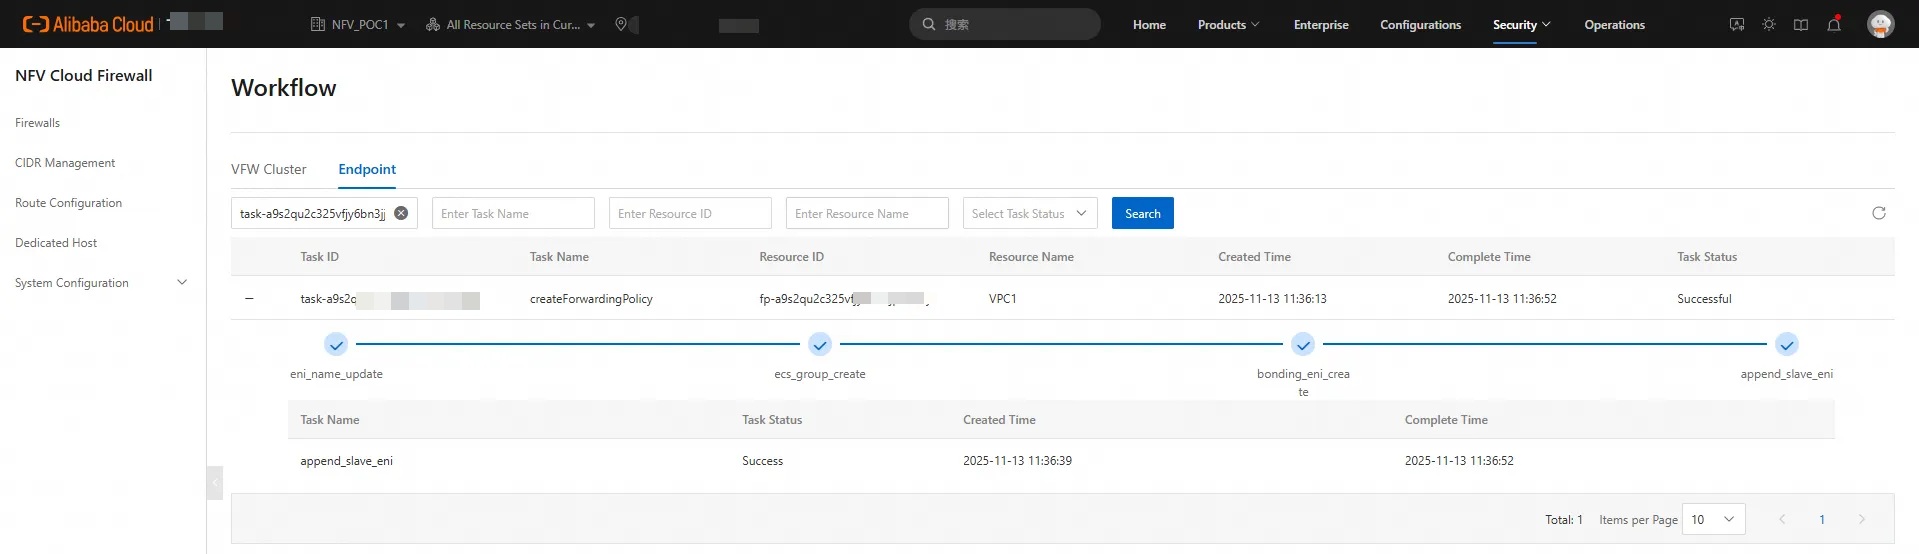 Alibaba Cloud
NFV_POC1
All Resource Sets in Cur...
搜索
Home
Products
Enterprise
Configurations
Security
Operations
NFV Cloud Firewall
Firewalls
CIDR Management
Route Configuration
Dedicated Host
System Configuration
Workflow
VFW Cluster
Endpoint
task-a9s2qu2c325vfjy6bn3jj
Enter Task Name
Enter Resource ID
Enter Resource Name
Select Task Status
Search
Task ID
Task Name
Resource ID
Resource Name
Created Time
Complete Time
Task Status
task-a9s2q
createForwardingPolicy
fp-a9s2qu2c325vf
VPC1
2025-11-13 11:36:13
2025-11-13 11:36:52
Successful
eni_name_update
ecs_group_create
bonding_eni_crea
te
append_slave_eni
Task Name
Task Status
Created Time
Complete Time
append_slave_eni
Success
2025-11-13 11:36:39
2025-11-13 11:36:52
Total: 1
Items per Page
10
1